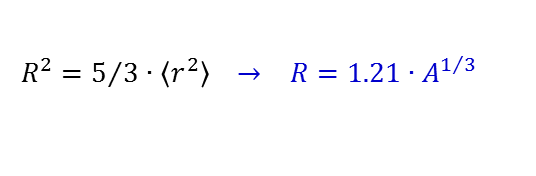 R² = 5/3 · ⟨r²⟩ → R = 1.21 · A^{1/3}